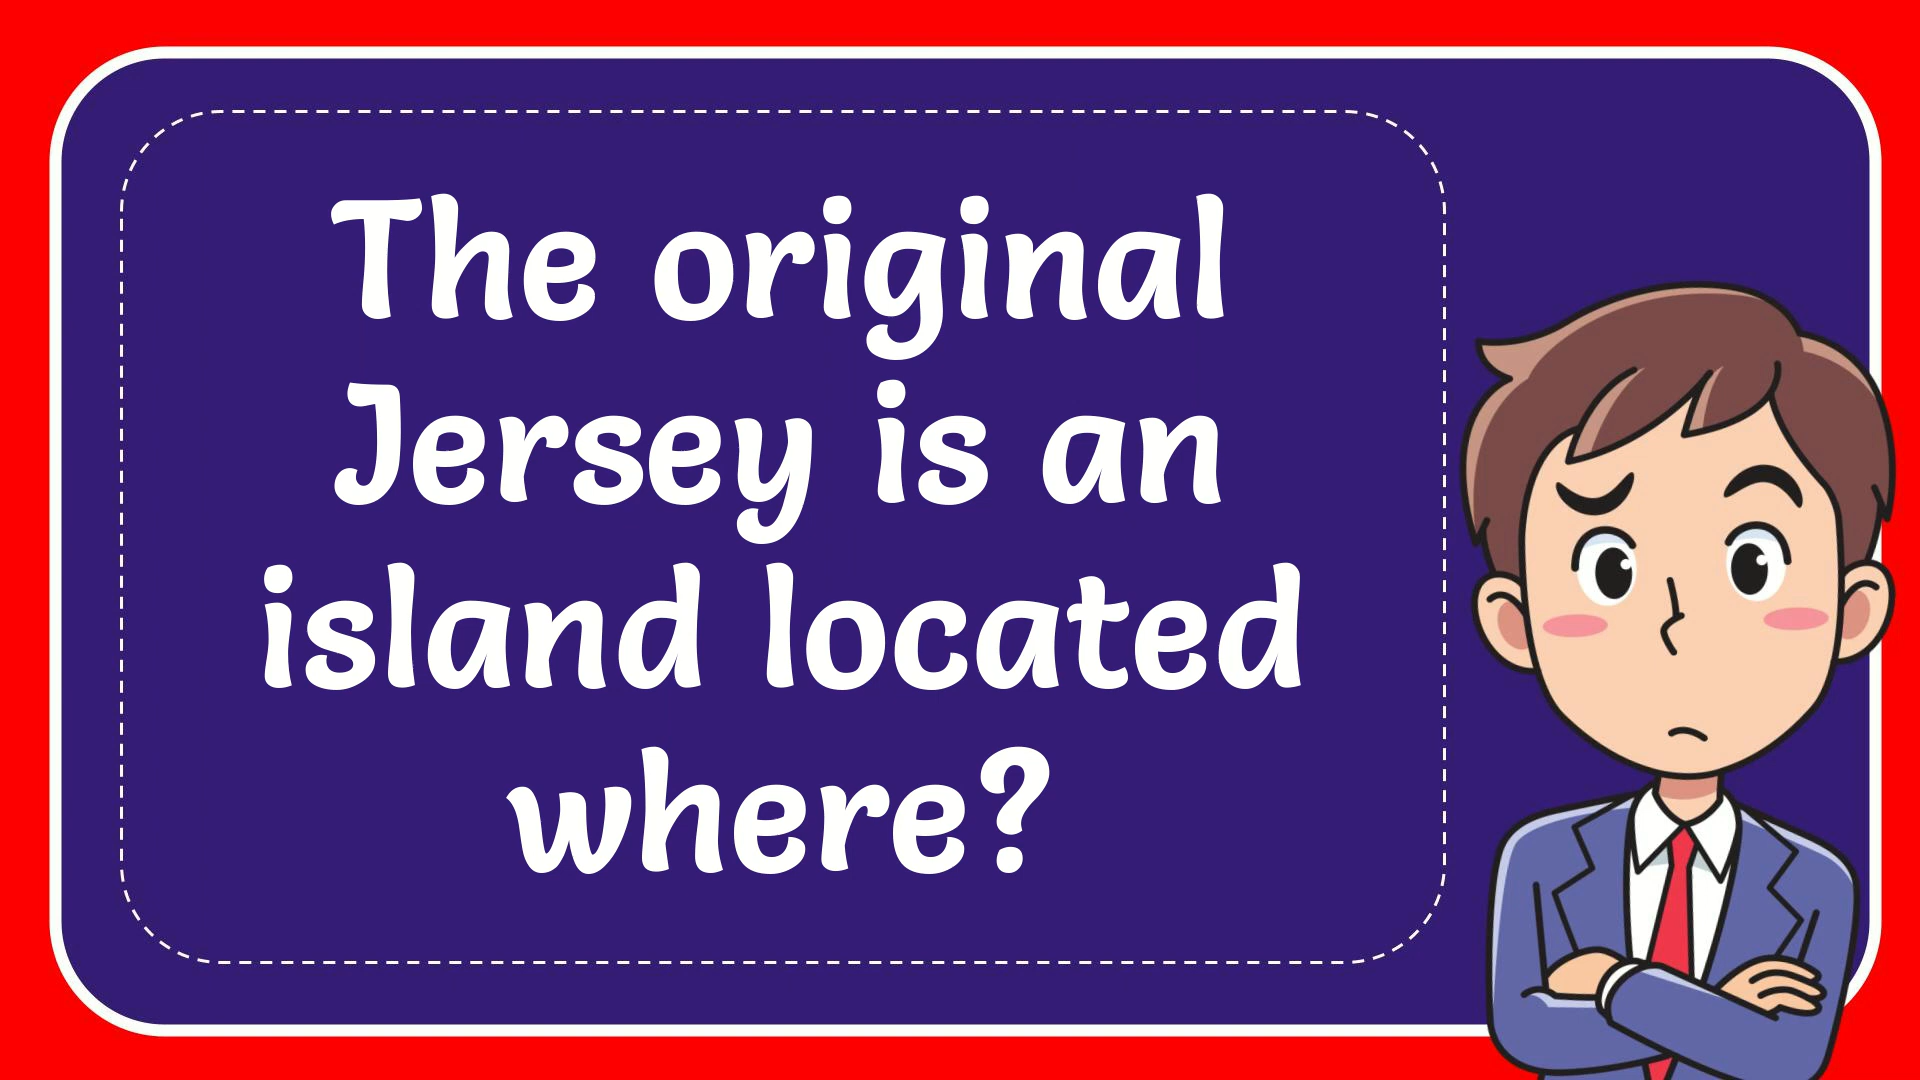 The original
Jersey is an
island located
where?